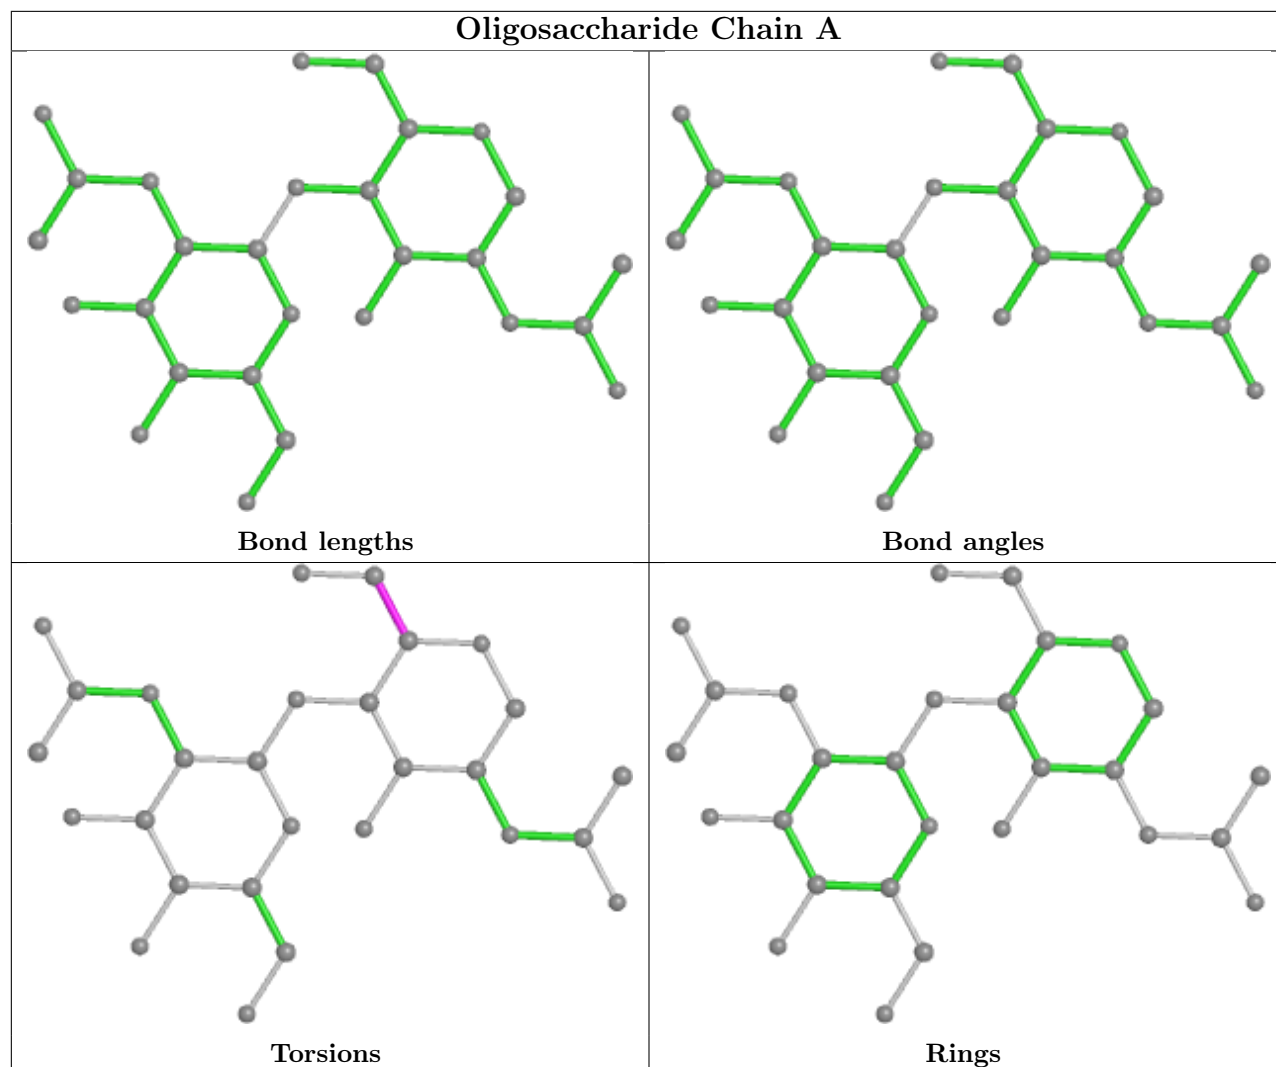 Oligosaccharide Chain A
Bond lengths
Bond angles
Torsions
Rings